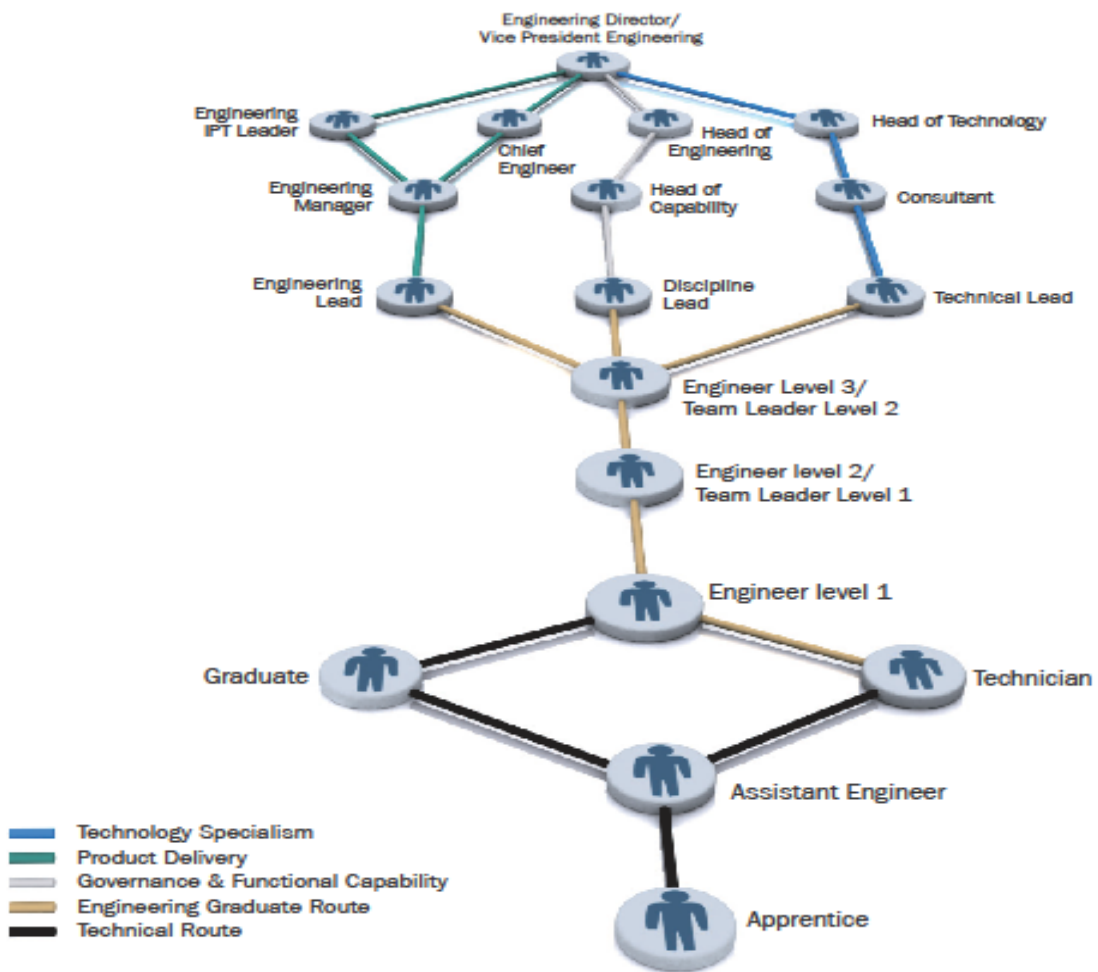 Engineering Director/
Vice President Engineering
Engineering
IPT Leader
Chief
Engineer
Head of
Engineering
Head of Technology
Engineering
Manager
Head of
Capability
Consultant
Engineering
Lead
Discipline
Lead
Technical Lead
Engineer Level 3/
Team Leader Level 2
Engineer level 2/
Team Leader Level 1
Engineer level 1
Graduate
Technician
Assistant Engineer
Technology Specialism
Product Delivery
Governance & Functional Capability
Engineering Graduate Route
Technical Route
Apprentice